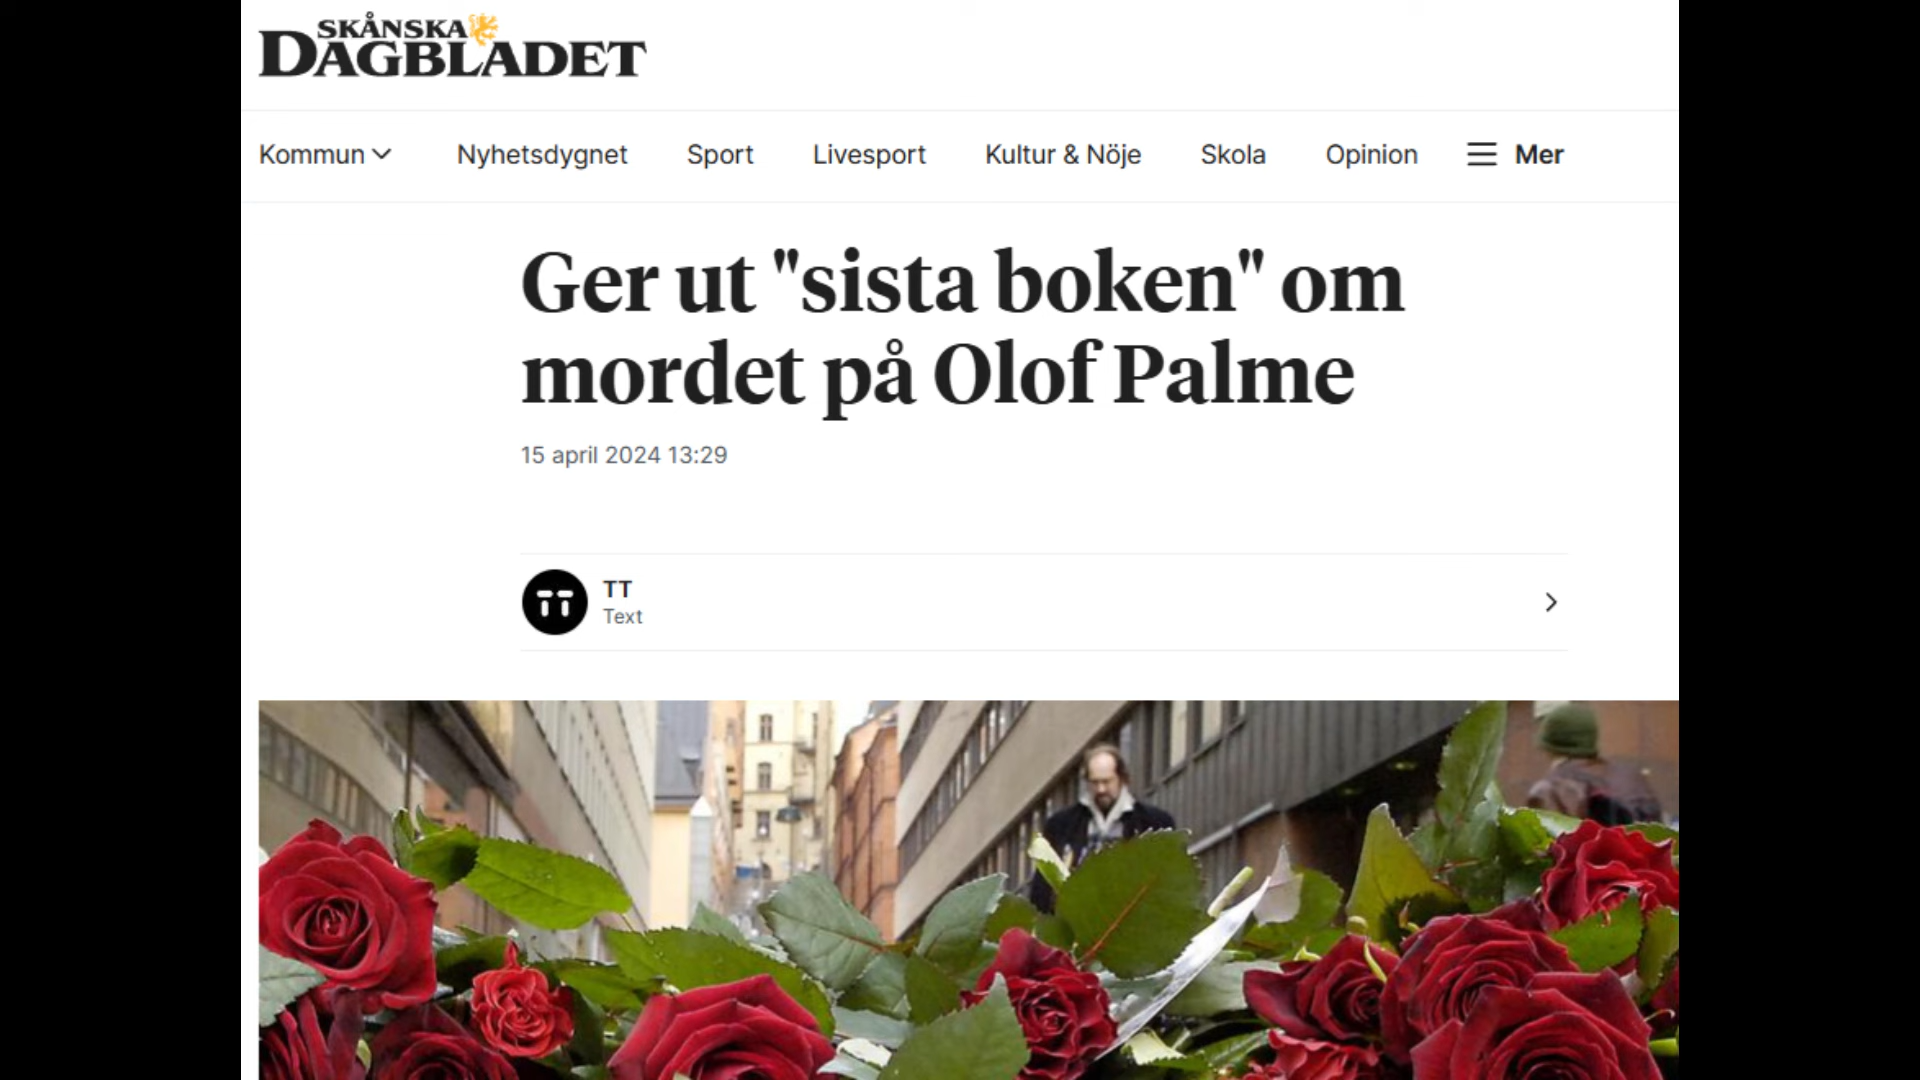 SKÅNSKA
DAGBLADET
Kommun Nyhetsdygnet Sport Livesport Kultur & Nöje Skola Opinion Mer
Ger ut "sista boken" om
mordet på Olof Palme
15 april 2024 13:29
TT
TT
Text